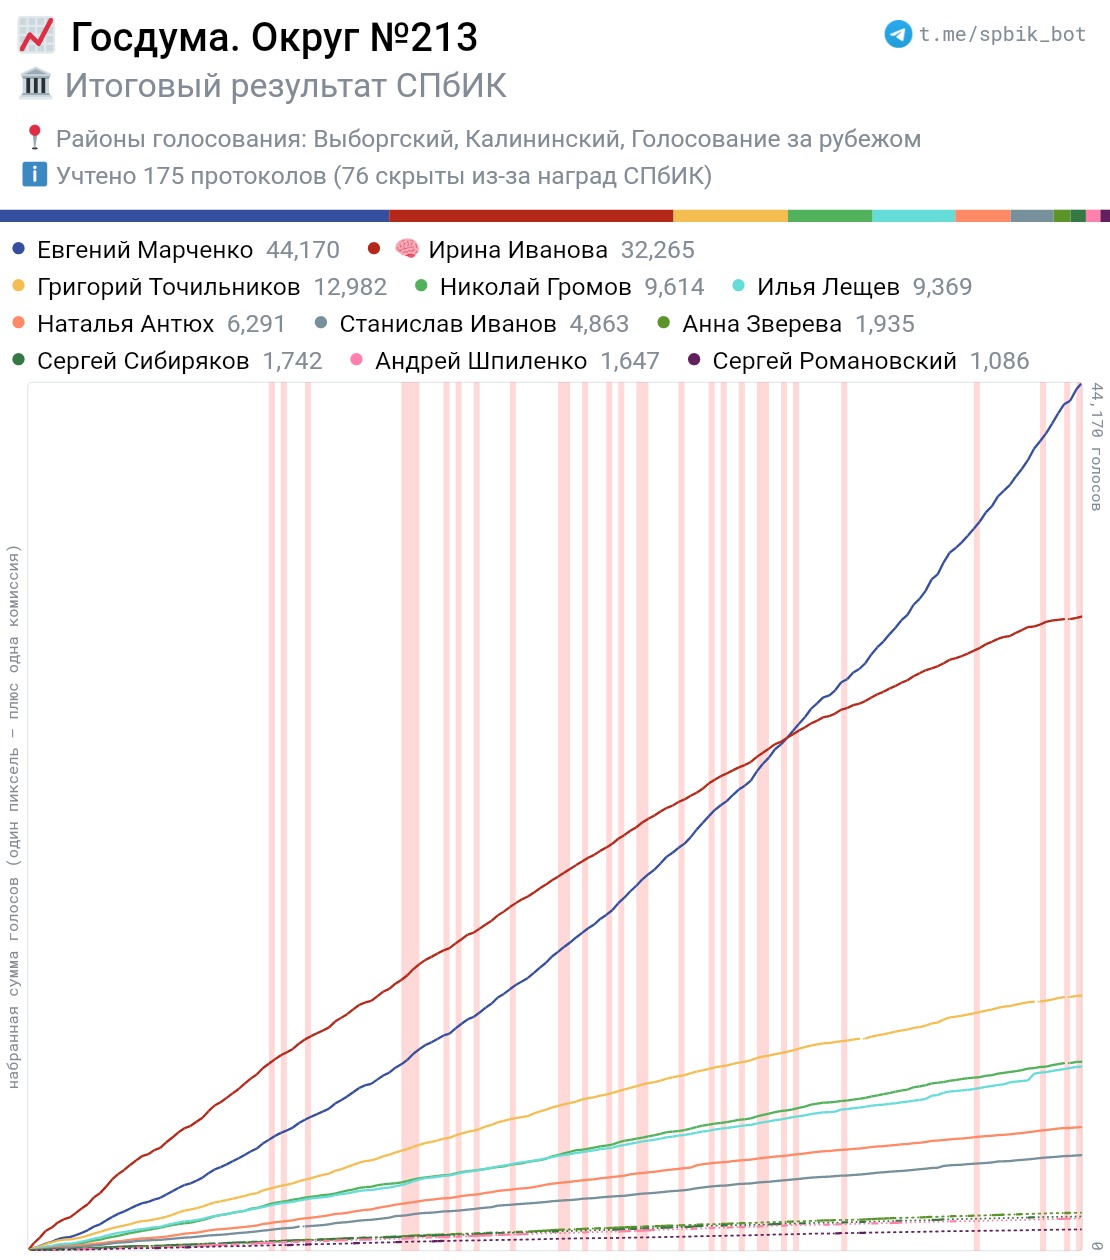 Госдума. Округ №213
t.me/spbik_bot
Итоговый результат СПбИК
Районы голосования: Выборгский, Калининский, Голосование за рубежом
Учтено 175 протоколов (76 скрыты из-за наград СПбИК)
Евгений Марченко 44,170 Ирина Иванова 32,265
Григорий Точильников 12,982 Николай Громов 9,614 Илья Лещев 9,369
Наталья Антюх 6,291 Станислав Иванов 4,863 Анна Зверева 1,935
Сергей Сибиряков 1,742 Андрей Шпиленко 1,647 Сергей Романовский 1,086
44,170 голосов
набранная сумма голосов (один пиксель – плюс одна комиссия)
0